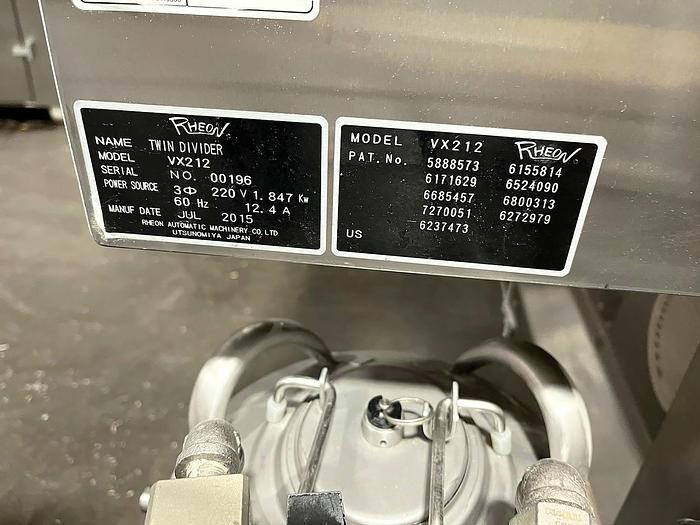 RHEON
NAME TWIN DIVIDER
MODEL VX212
SERIAL NO. 00196
POWER SOURCE 3Φ 220 V 1.847 Kw
60 Hz 12.4 A
MANUF DATE JUL 2015
RHEON AUTOMATIC MACHINERY CO., LTD
UTSUNOMIYA JAPAN
MODEL VX212 RHEON
PAT. No. 5888573 6155814
6171629 6524090
6685457 6800313
7270051 6272979
6237473
US